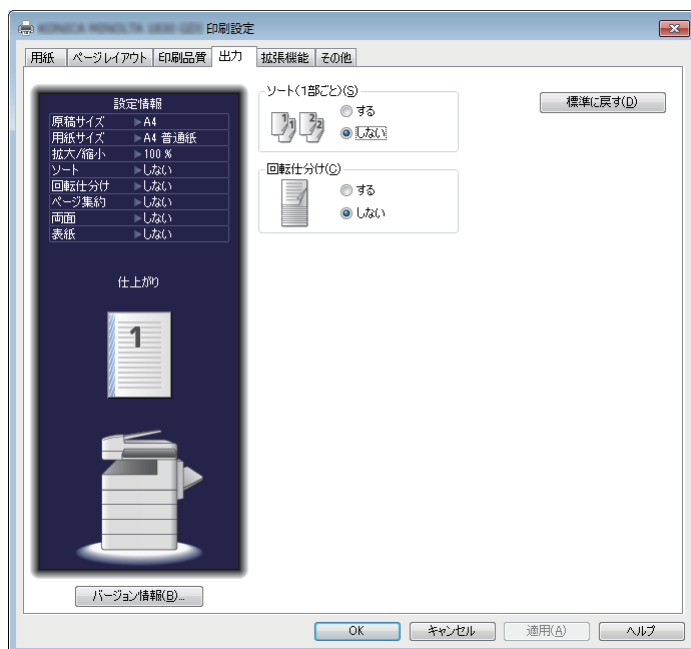 印刷設定
用紙 ページレイアウト 印刷品質 出力 拡張機能 その他
設定情報
原稿サイズ ▶A4
用紙サイズ ▶A4 普通紙
拡大/縮小 ▶100 %
ソート ▶しない
回転仕分け ▶しない
ページ集約 ▶しない
両面 ▶しない
表紙 ▶しない
仕上がり
1
バージョン情報(B)...
ソート(1部ごと)(S)
1 1 2 2
する
しない
回転仕分け(C)
する
しない
標準に戻す(D)
OK キャンセル 適用(A) ヘルプ